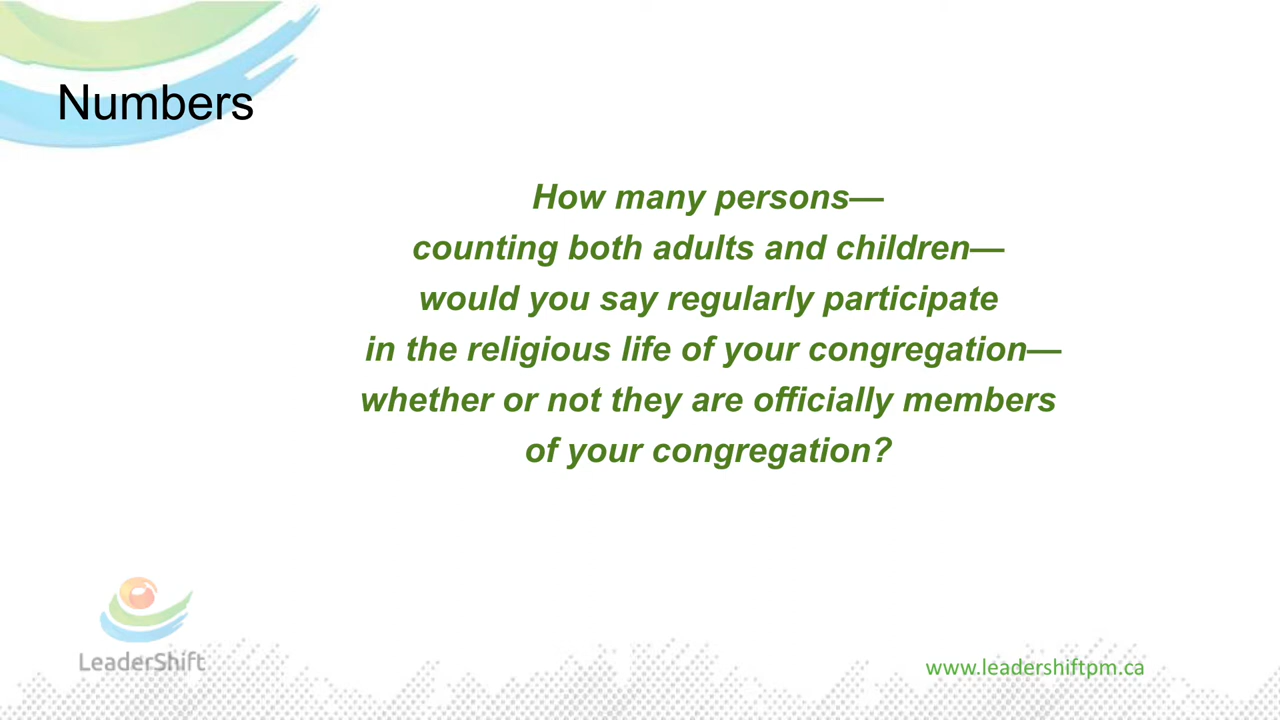 Numbers
How many persons—
counting both adults and children—
would you say regularly participate
in the religious life of your congregation—
whether or not they are officially members
of your congregation?
LeaderShift
www.leadershiftpm.ca